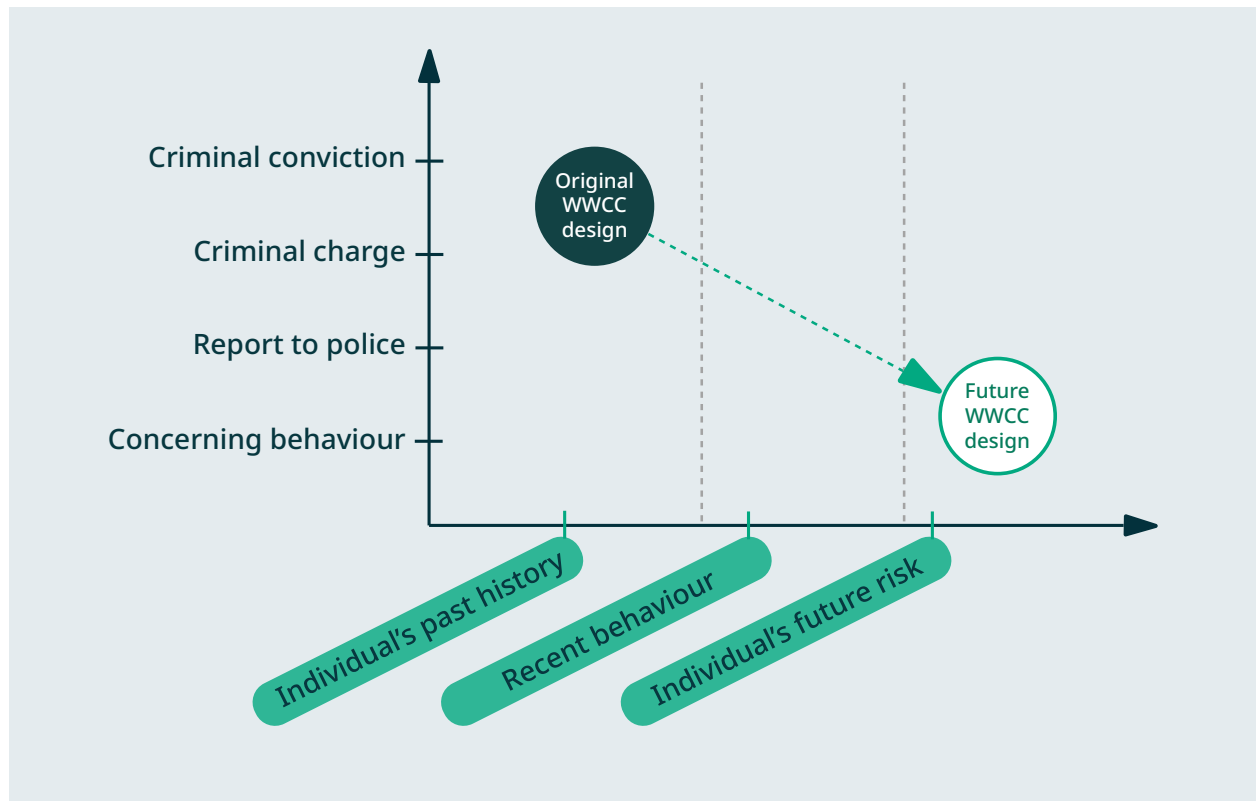 Criminal conviction
Criminal charge
Report to police
Concerning behaviour
Original
WWCC
design
Future
WWCC
design
Individual’s past history
Recent behaviour
Individual’s future risk